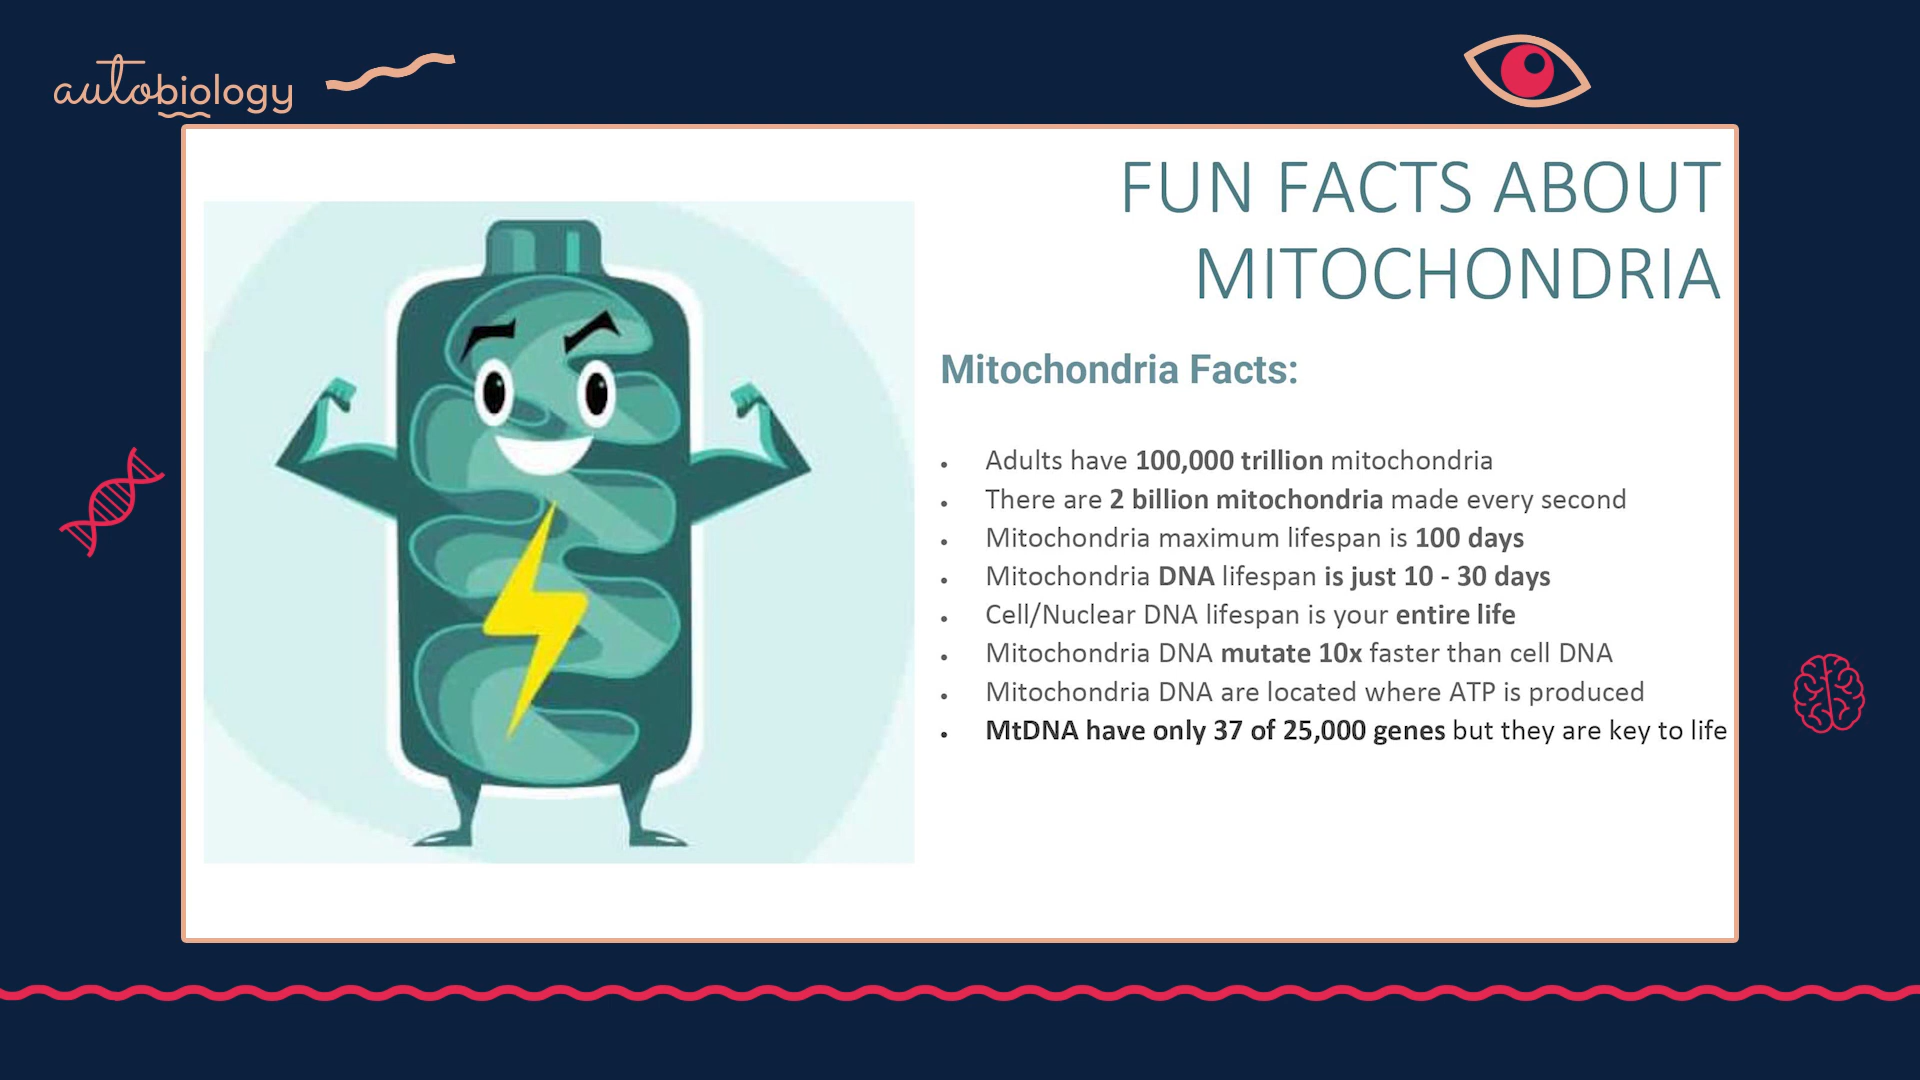 autobiology
FUN FACTS ABOUT
MITOCHONDRIA
Mitochondria Facts:
• Adults have 100,000 trillion mitochondria
• There are 2 billion mitochondria made every second
• Mitochondria maximum lifespan is 100 days
• Mitochondria DNA lifespan is just 10 - 30 days
• Cell/Nuclear DNA lifespan is your entire life
• Mitochondria DNA mutate 10x faster than cell DNA
• Mitochondria DNA are located where ATP is produced
• MtDNA have only 37 of 25,000 genes but they are key to life